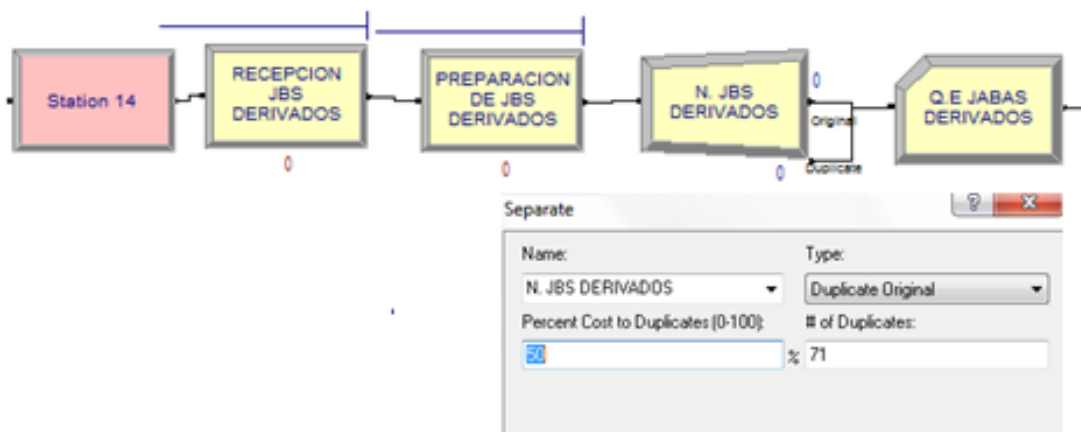 Station 14
RECEPCION
JBS
DERIVADOS
0
PREPARACION
DE JBS
DERIVADOS
0
N. JBS
DERIVADOS
0
Original
0
Duplicate
Q.E JABAS
DERIVADOS
Separate
?
X
Name:
Type:
N. JBS DERIVADOS
Duplicate Original
Percent Cost to Duplicates (0-100):
# of Duplicates:
50
%
71